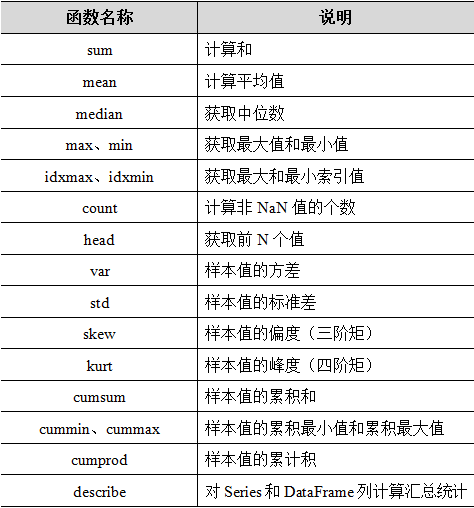 函数名称 说明
sum 计算和
mean 计算平均值
median 获取中位数
max、min 获取最大值和最小值
idxmax、idxmin 获取最大和最小索引值
count 计算非 NaN 值的个数
head 获取前 N 个值
var 样本值的方差
std 样本值的标准差
skew 样本值的偏度（三阶矩）
kurt 样本值的峰度（四阶矩）
cumsum 样本值的累积和
cummin、cummax 样本值的累积最小值和累积最大值
cumprod 样本值的累计积
describe 对 Series 和 DataFrame 列计算汇总统计